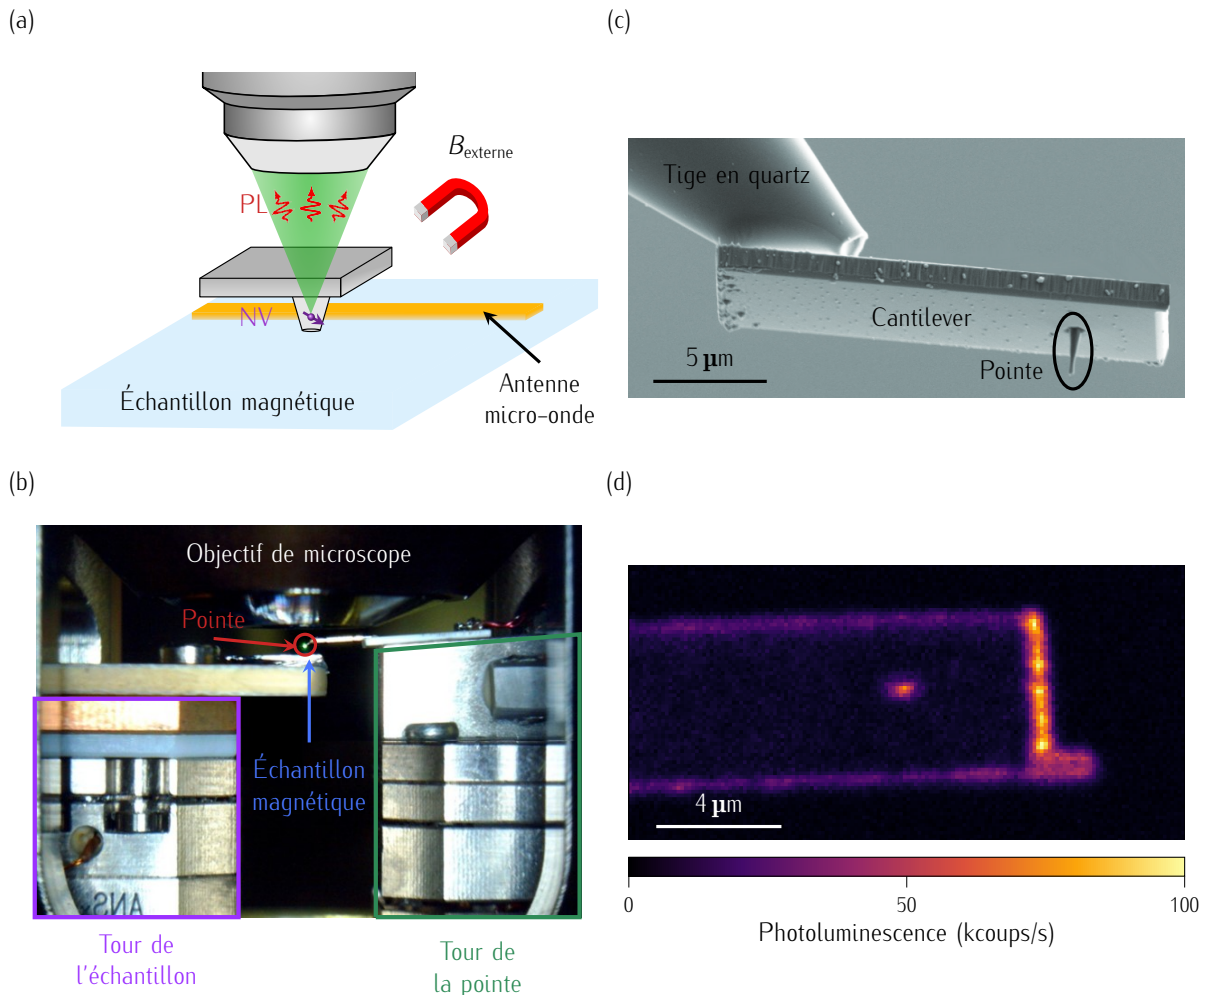 (a)
B externe
PL
NV
Échantillon magnétique
Antenne
micro-onde
(c)
Tige en quartz
Cantilever
5 µm
Pointe
(b)
Objectif de microscope
Pointe
Échantillon
magnétique
ANS
Tour de
l'échantillon
Tour de
la pointe
(d)
4 µm
0
50
100
Photoluminescence (kcoups/s)